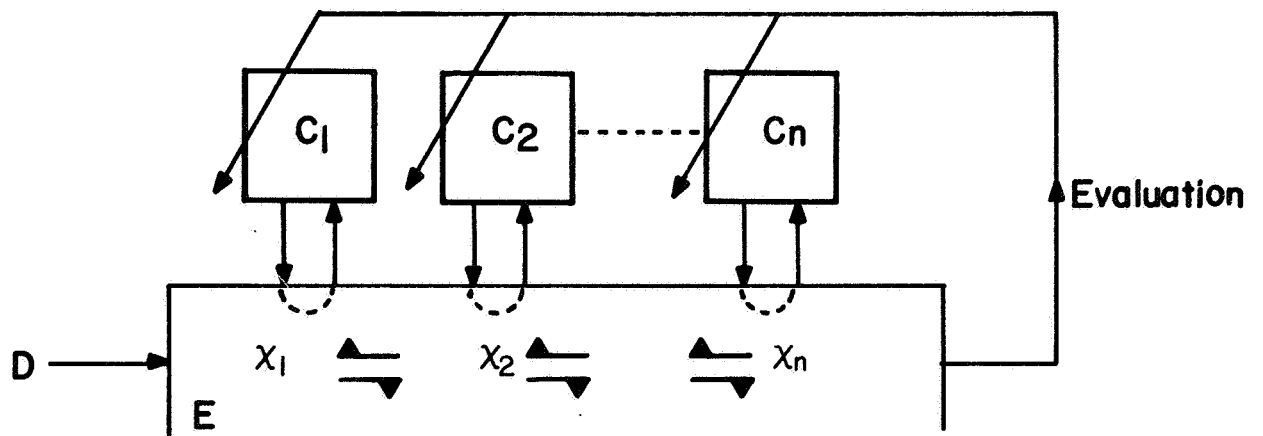 C1 C2 Cn
Evaluation
D χ1 χ2 χn
E